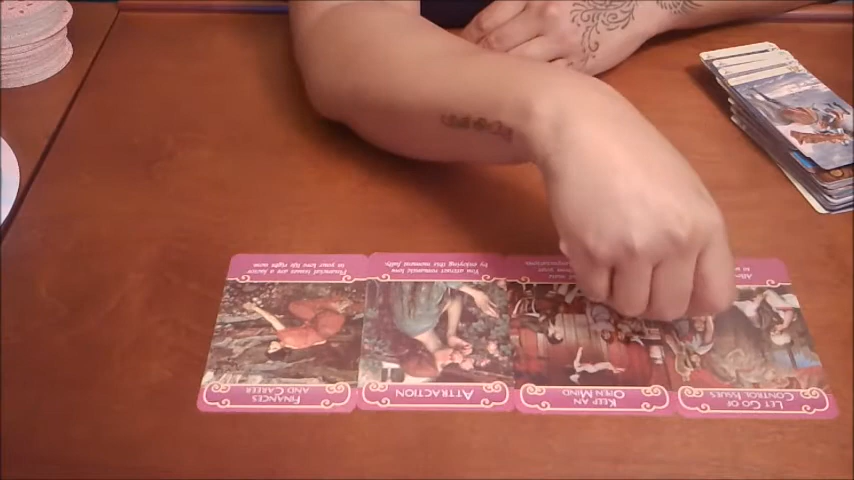 FINANCES
AND CAREER
Financial issues are a factor
in your love life right now.
ATTRACTION
You attract romantic love
by enjoying this moment fully.
KEEP AN
OPEN MIND
LET GO OF
CONTROL ISSUES